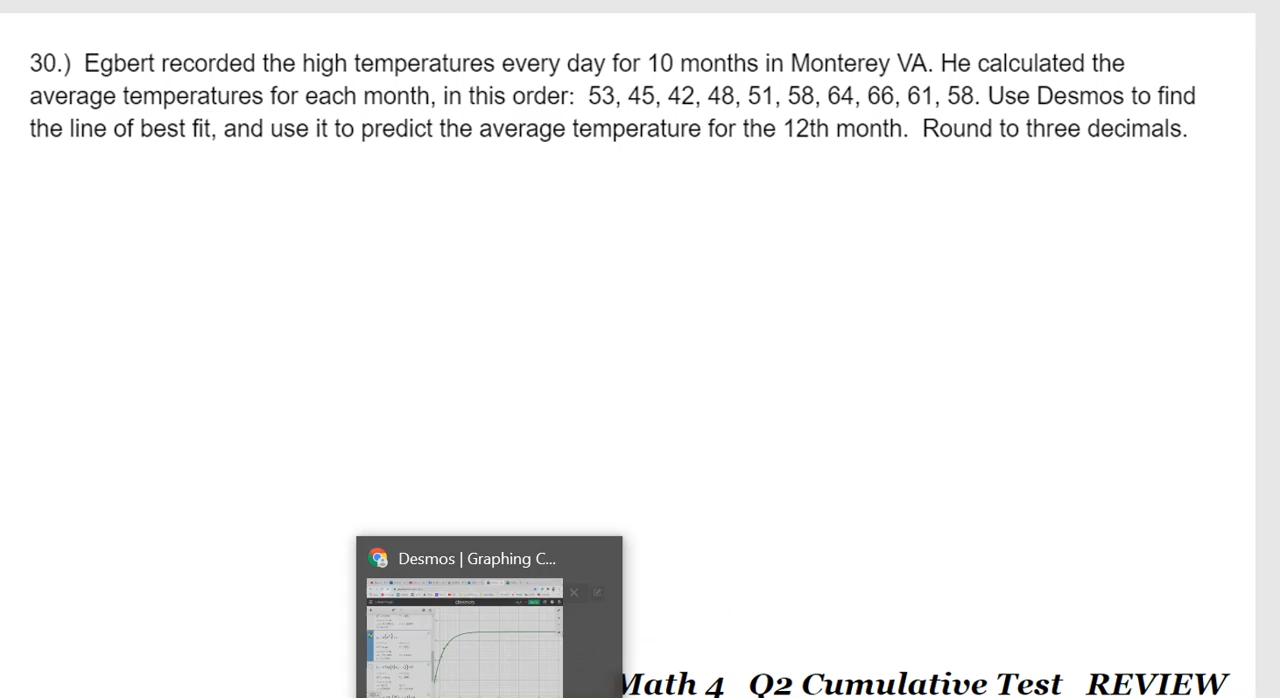 30.) Egbert recorded the high temperatures every day for 10 months in Monterey VA. He calculated the
average temperatures for each month, in this order: 53, 45, 42, 48, 51, 58, 64, 66, 61, 58. Use Desmos to find
the line of best fit, and use it to predict the average temperature for the 12th month. Round to three decimals.
Desmos | Graphing C...
Math 4 Q2 Cumulative Test REVIEW